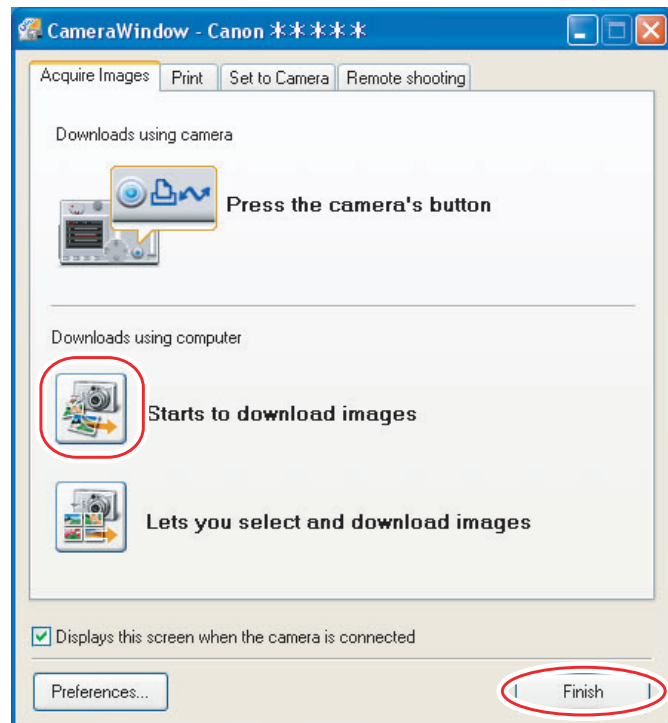 CameraWindow - Canon *****
Acquire Images Print Set to Camera Remote shooting
Downloads using camera
Press the camera's button
Downloads using computer
Starts to download images
Lets you select and download images
Displays this screen when the camera is connected
Preferences... Finish